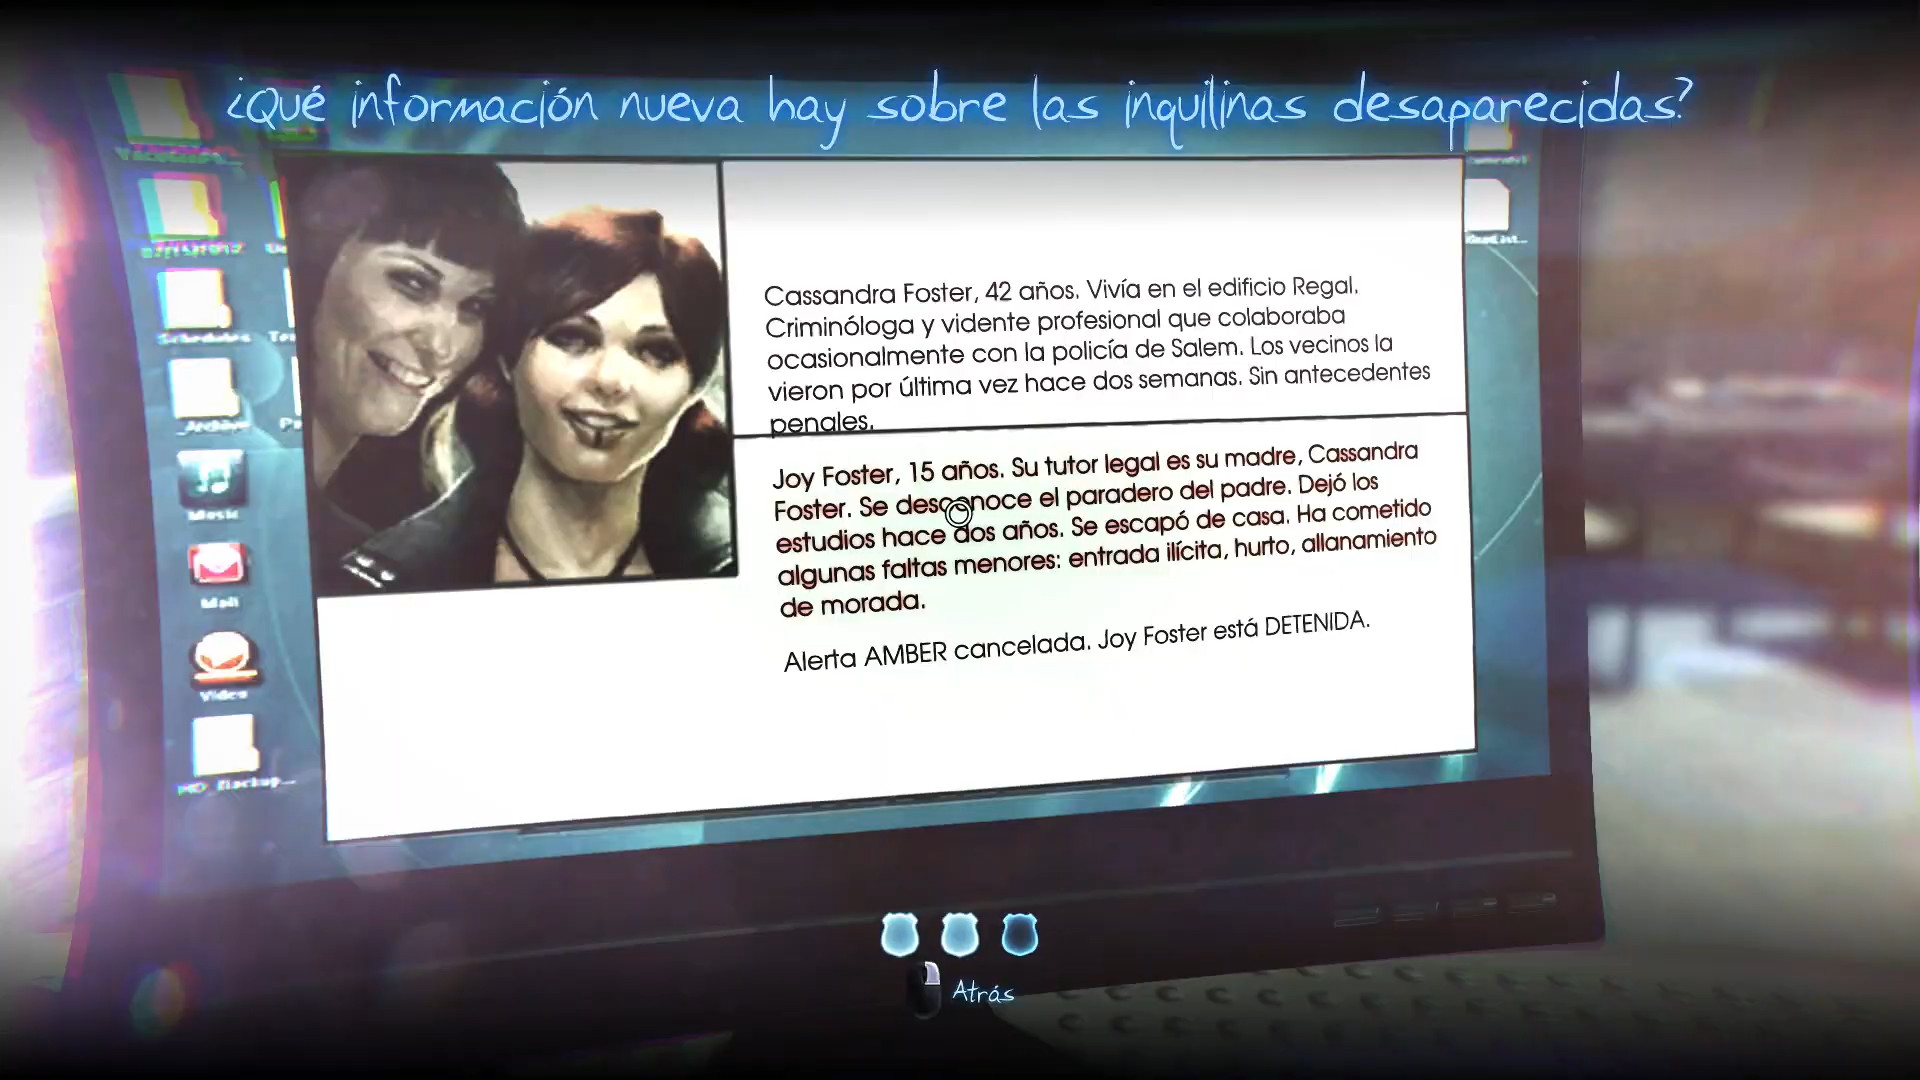 ¿Qué información nueva hay sobre las inquilinas desaparecidas?
Cassandra Foster, 42 años. Vivía en el edificio Regal.
Criminóloga y vidente profesional que colaboraba
ocasionalmente con la policía de Salem. Los vecinos la
vieron por última vez hace dos semanas. Sin antecedentes
penales.
Joy Foster, 15 años. Su tutor legal es su madre, Cassandra
Foster. Se desconoce el paradero del padre. Dejó los
estudios hace dos años. Se escapó de casa. Ha cometido
algunas faltas menores: entrada ilícita, hurto, allanamiento
de morada.
Alerta AMBER cancelada. Joy Foster está DETENIDA.
Schedules
_Archive
Music
Mail
Video
HD_Backup...
Atrás